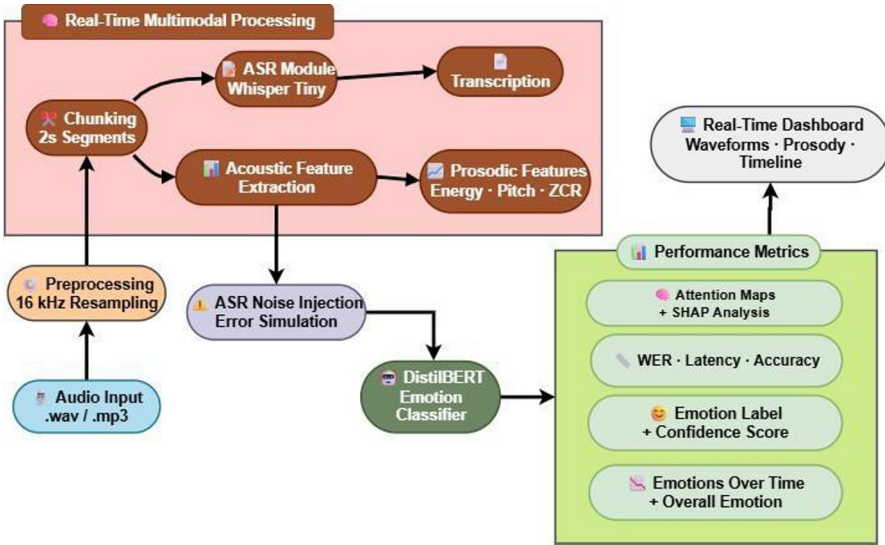 Real-Time Multimodal Processing
ASR Module
Whisper Tiny
Transcription
Chunking
2s Segments
Acoustic Feature
Extraction
Prosodic Features
Energy · Pitch · ZCR
Real-Time Dashboard
Waveforms · Prosody ·
Timeline
Preprocessing
16 kHz Resampling
ASR Noise Injection
Error Simulation
Audio Input
.wav / .mp3
DistilBERT
Emotion
Classifier
Performance Metrics
Attention Maps
+ SHAP Analysis
WER · Latency · Accuracy
Emotion Label
+ Confidence Score
Emotions Over Time
+ Overall Emotion